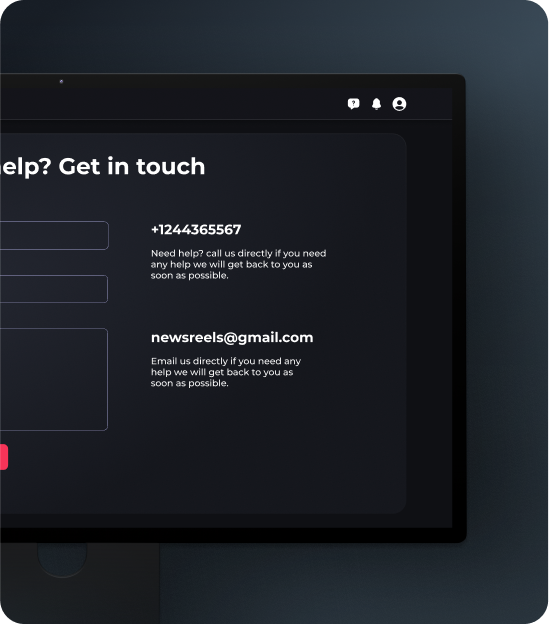 elp? Get in touch
+1244365567
Need help? call us directly if you need
any help we will get back to you as
soon as possible.
newsreels@gmail.com
Email us directly if you need any
help we will get back to you as
soon as possible.